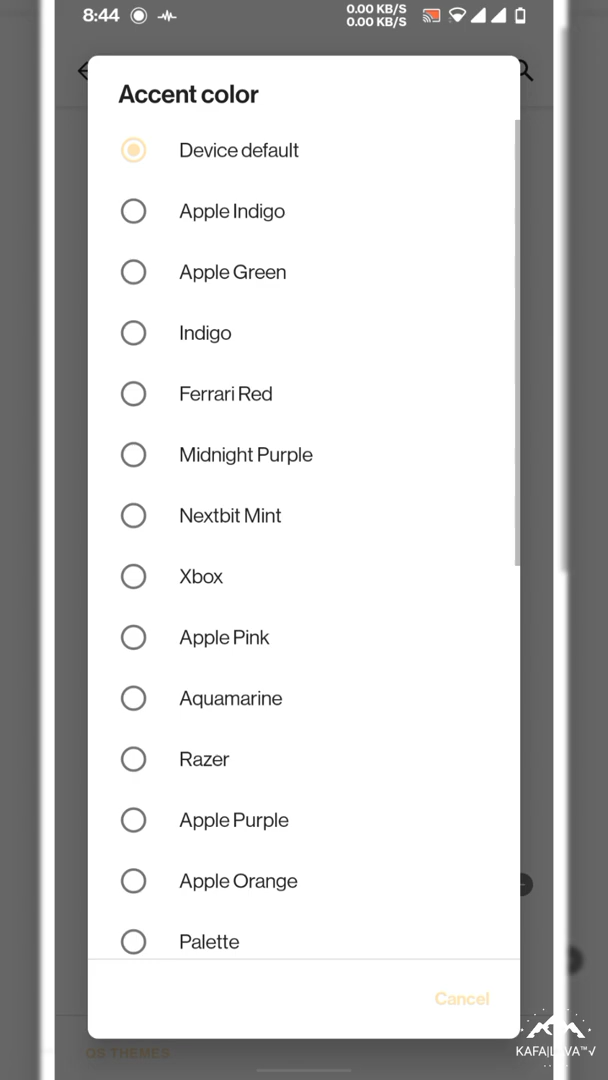 8:44
0.00 KB/S
0.00 KB/S
Accent color
Device default
Apple Indigo
Apple Green
Indigo
Ferrari Red
Midnight Purple
Nextbit Mint
Xbox
Apple Pink
Aquamarine
Razer
Apple Purple
Apple Orange
Palette
Cancel
QS THEMES